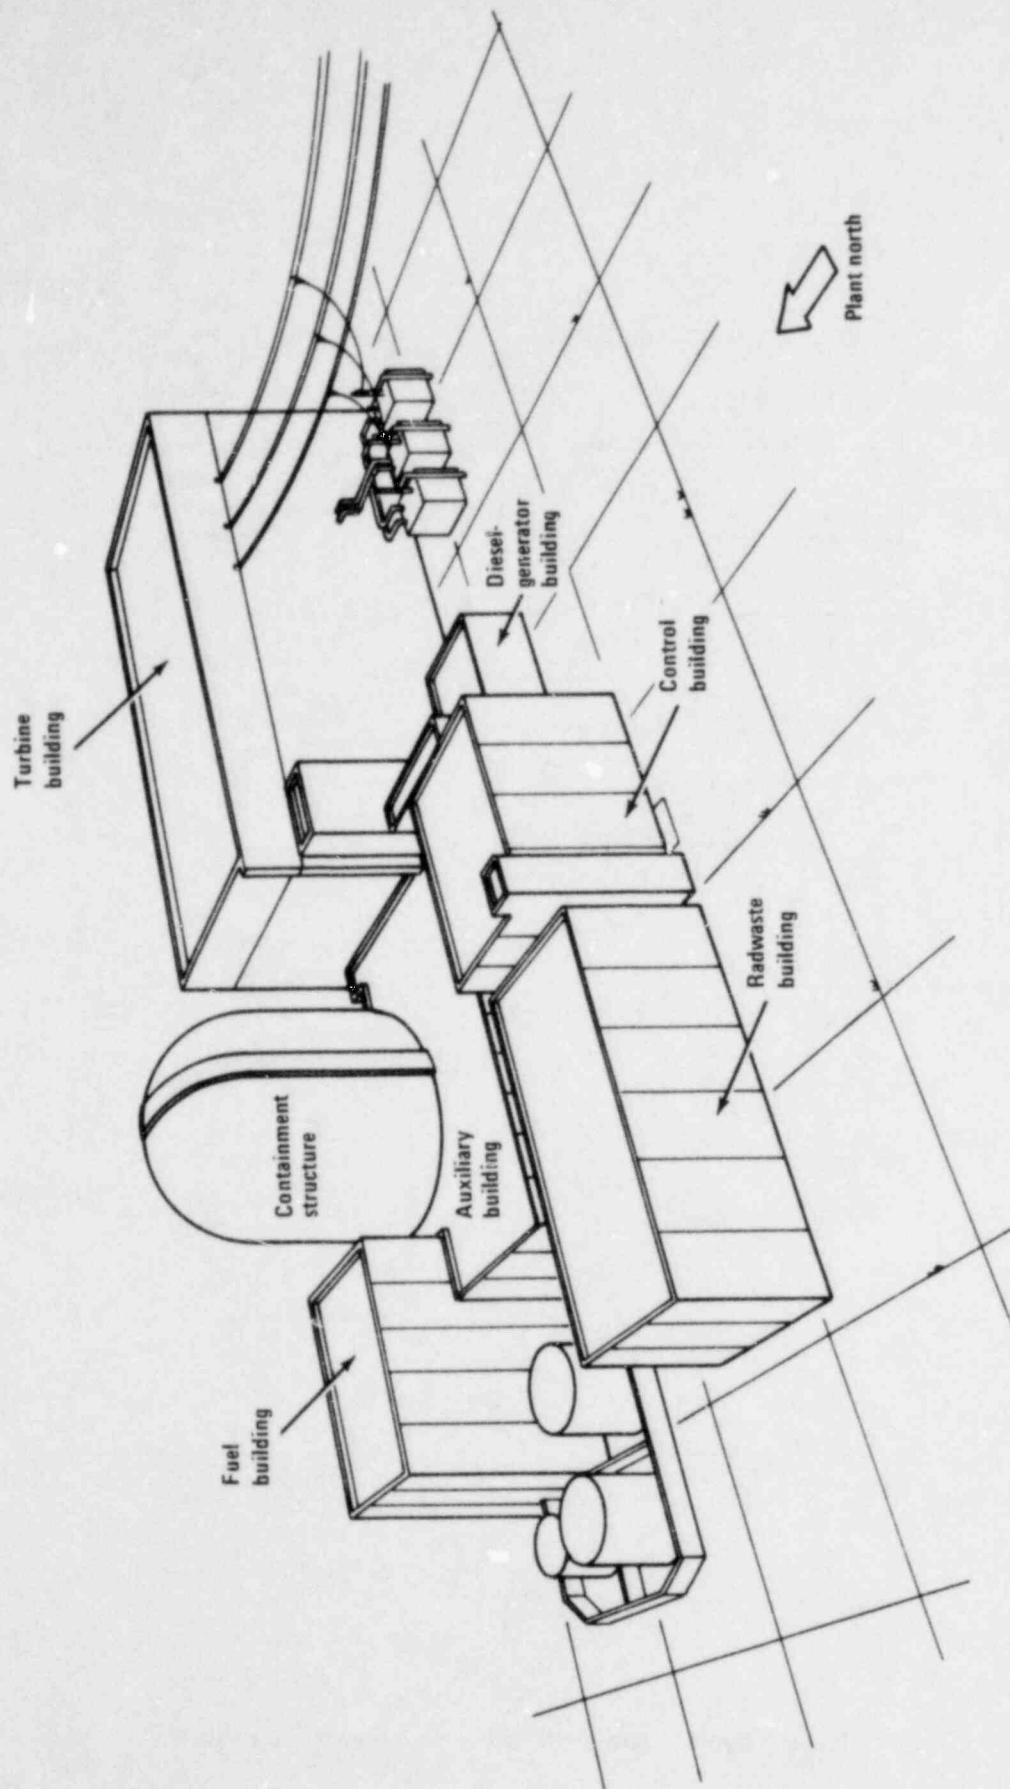 Turbine
building
Containment
structure
Fuel
building
Auxiliary
building
Diesel-
generator
building
Control
building
Radwaste
building
Plant north